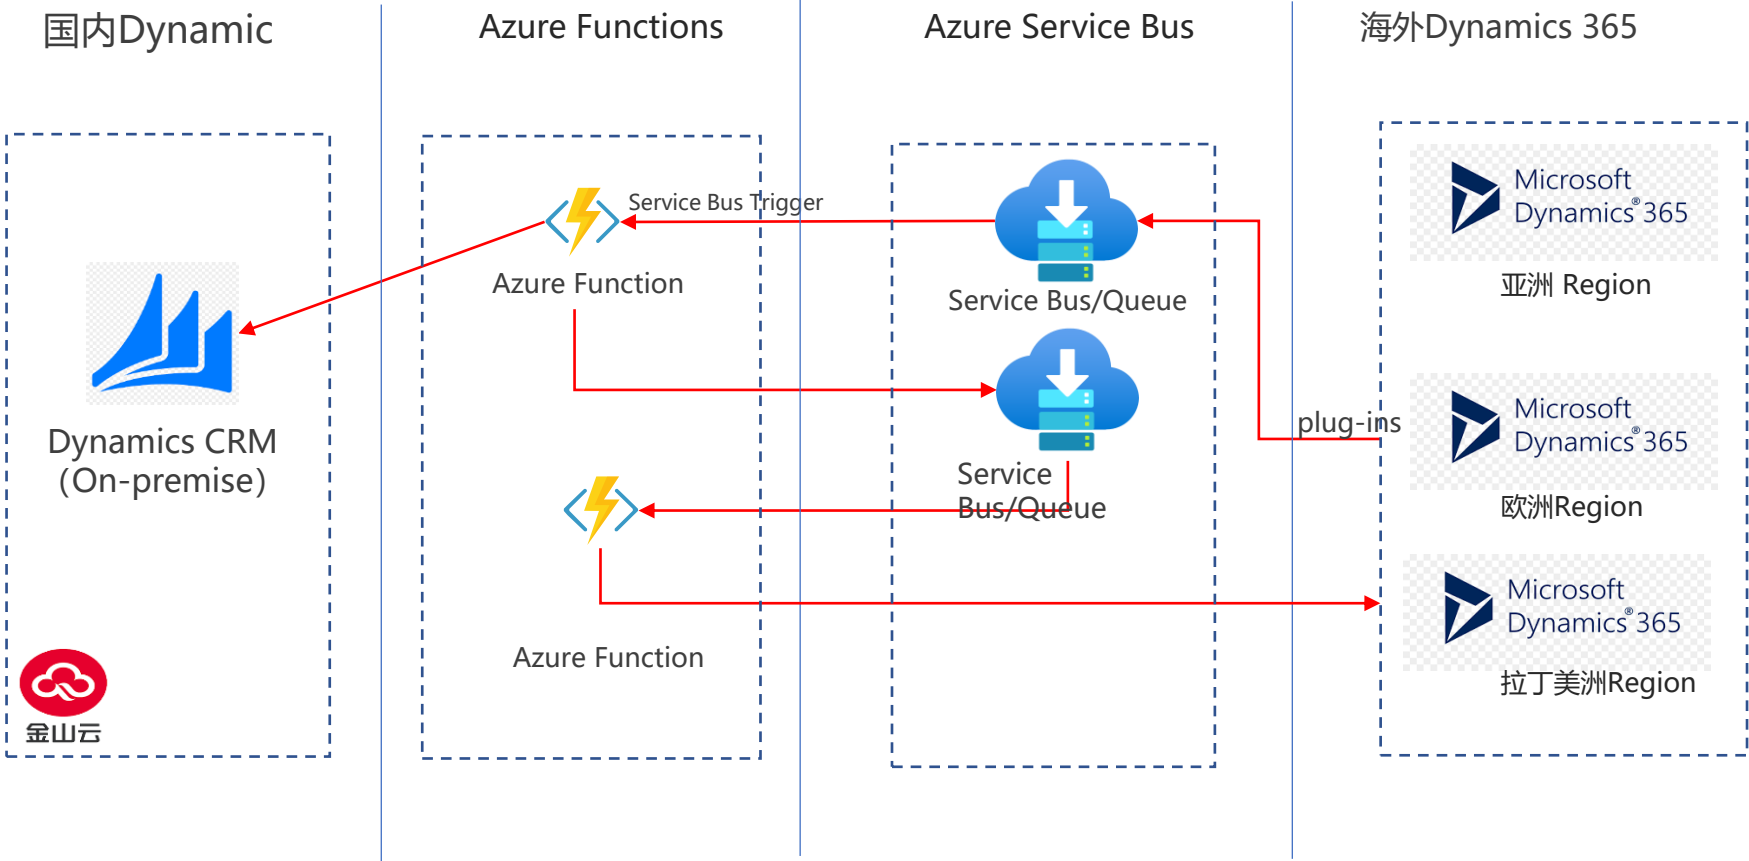 国内Dynamic
Azure Functions
Azure Service Bus
海外Dynamics 365
Dynamics CRM
（On-premise）
金山云
Service Bus Trigger
Azure Function
Azure Function
Service Bus/Queue
Service
Bus/Queue
plug-ins
Microsoft
Dynamics® 365
亚洲 Region
Microsoft
Dynamics® 365
欧洲Region
Microsoft
Dynamics® 365
拉丁美洲Region